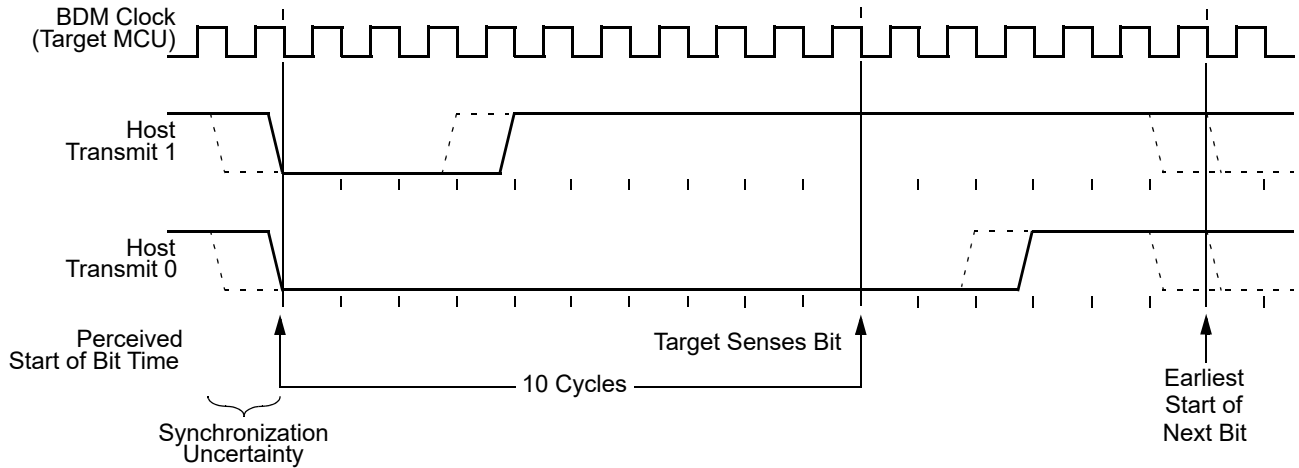 BDM Clock
(Target MCU)
Host
Transmit 1
Host
Transmit 0
Perceived
Start of Bit Time
Target Senses Bit
10 Cycles
Earliest
Start of
Next Bit
Synchronization
Uncertainty